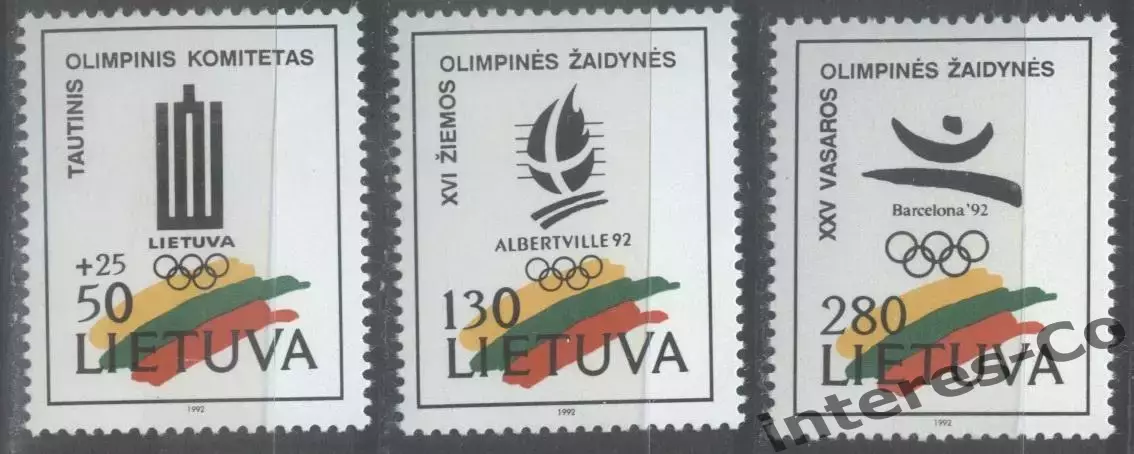 TAUTINIS
OLIMPINIS KOMITETAS
LIETUVA
+25
50
LIETUVA
1992
XVI ŽIEMOS
OLIMPINĖS ŽAIDYNĖS
ALBERTVILLE 92
130
LIETUVA
1992
XXV VASAROS
OLIMPINĖS ŽAIDYNĖS
Barcelona '92
280
LIETUVA
1992
interes-Co